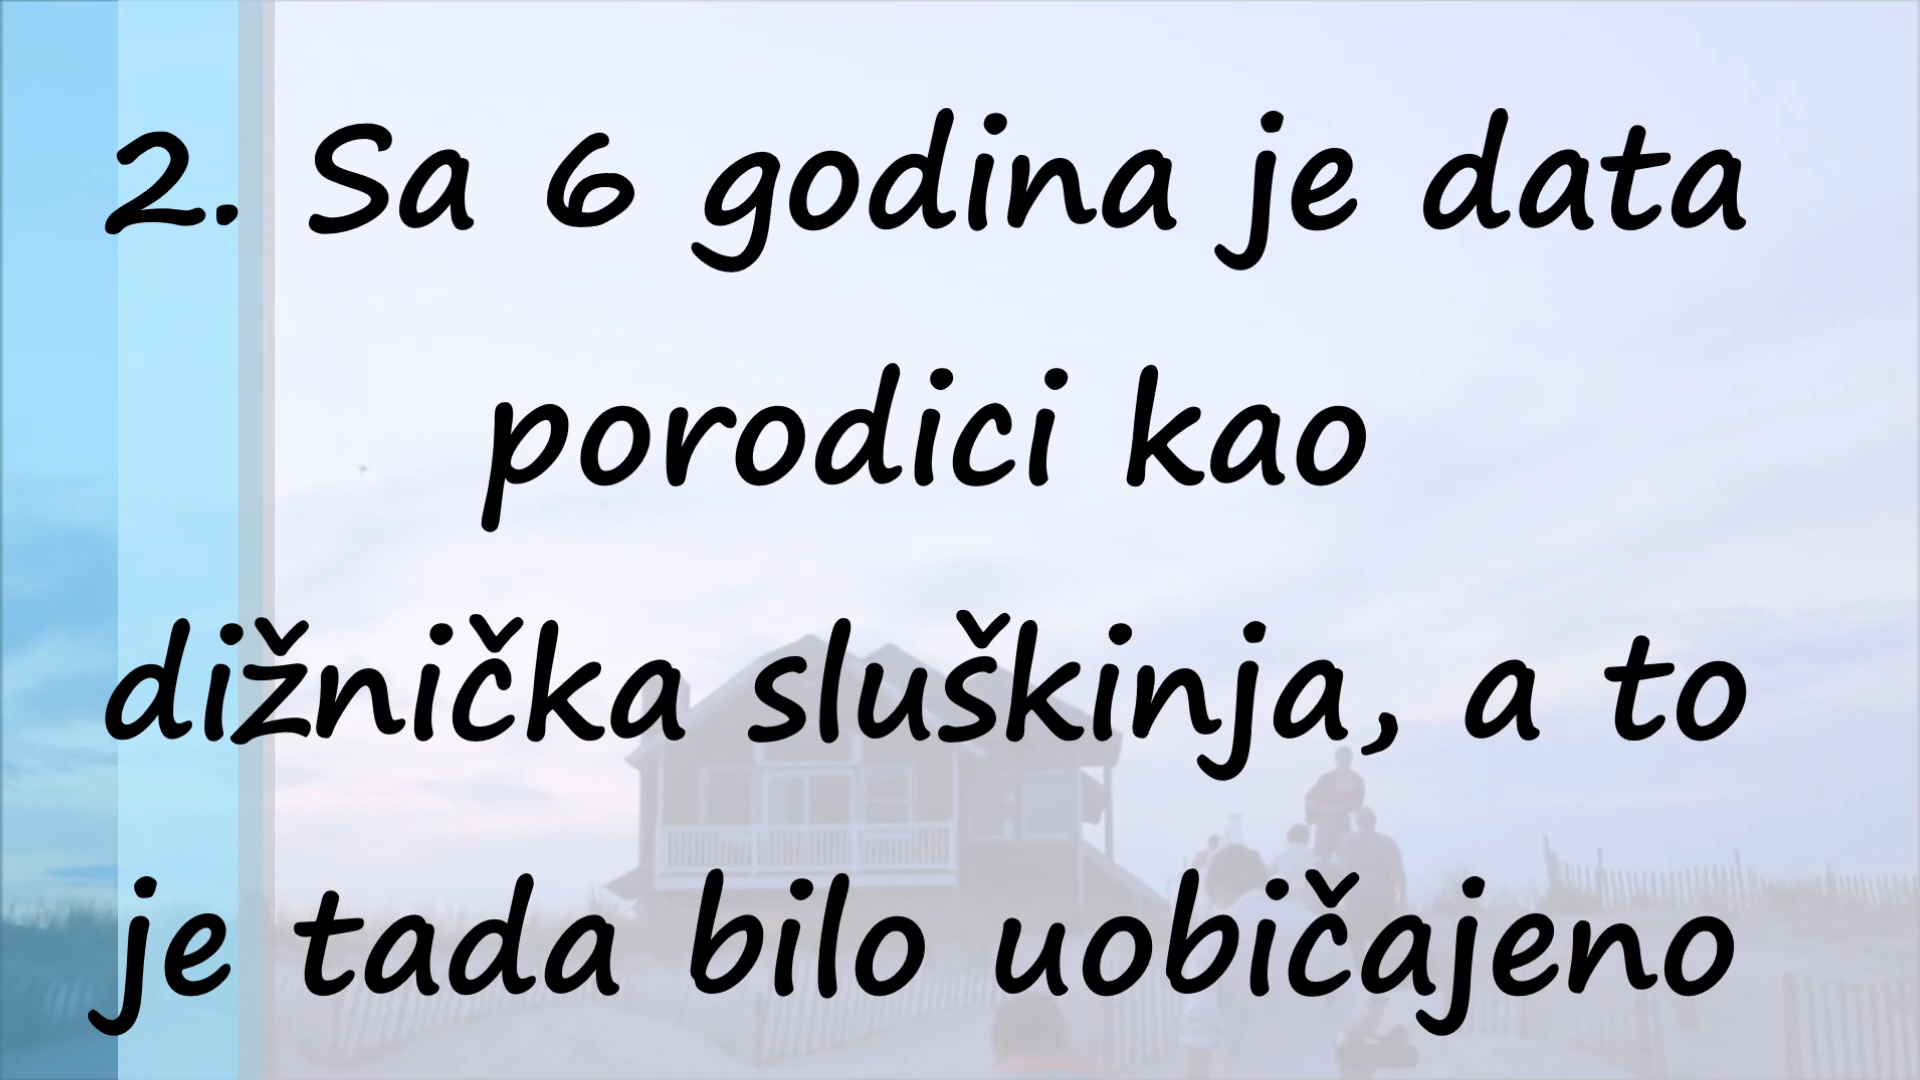 2. Sa 6 godina je data
porodici kao
dižnička sluškinja, a to
je tada bilo uobičajeno